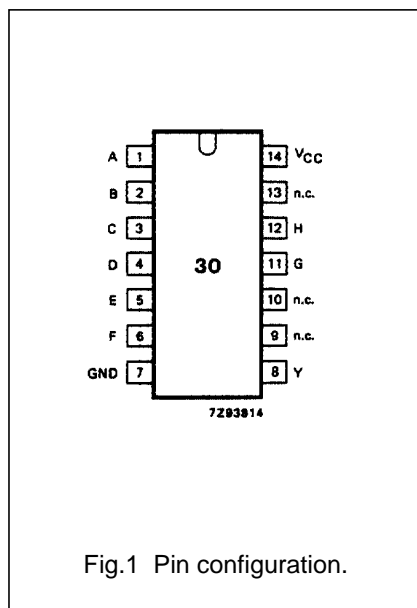 A 1 14 VCC
B 2 13 n.c.
C 3 12 H
D 4 30 11 G
E 5 10 n.c.
F 6 9 n.c.
GND 7 8 Y
7Z93914
Fig.1 Pin configuration.